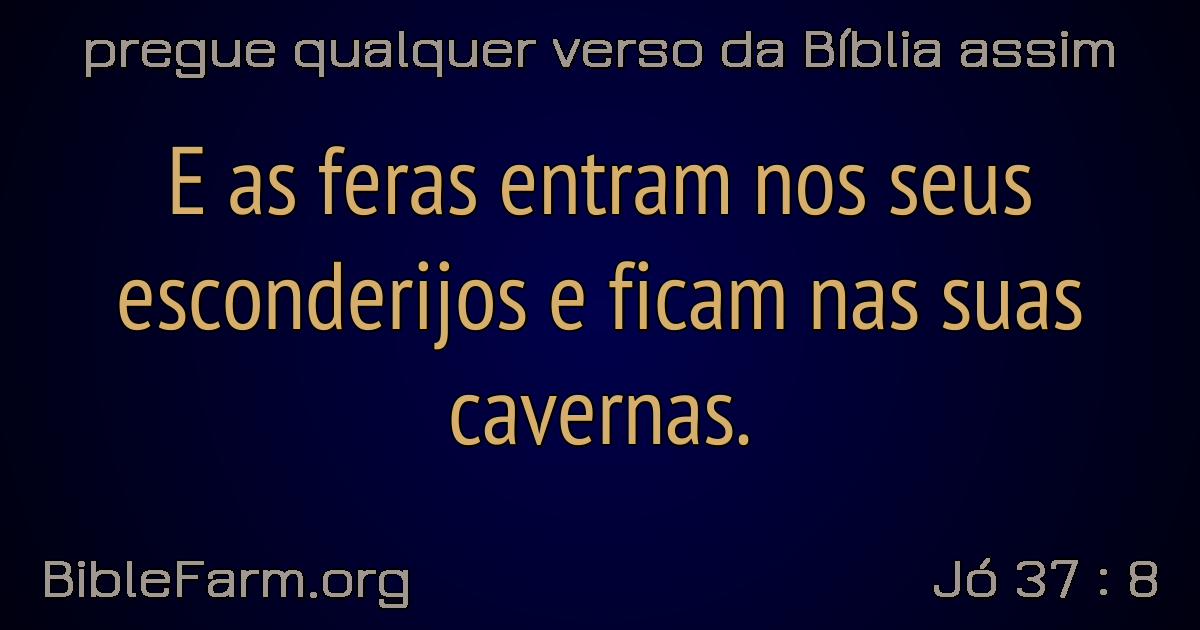 pregue qualquer verso da Bíblia assim
E as feras entram nos seus
esconderijos e ficam nas suas
cavernas.
BibleFarm.org
Jó 37 : 8